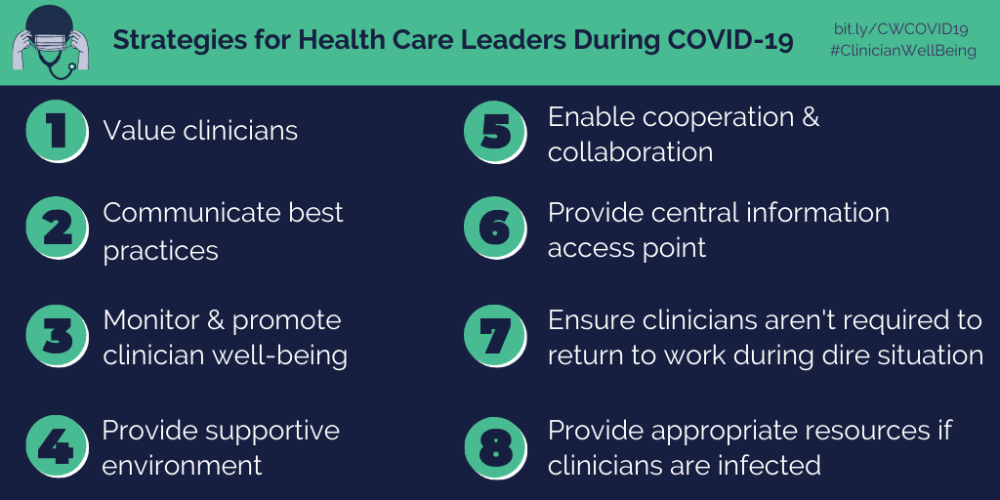 Strategies for Health Care Leaders During COVID-19
bit.ly/CWCOVID19
#ClinicianWellBeing
1
Value clinicians
2
Communicate best
practices
3
Monitor & promote
clinician well-being
4
Provide supportive
environment
5
Enable cooperation &
collaboration
6
Provide central information
access point
7
Ensure clinicians aren't required to
return to work during dire situation
8
Provide appropriate resources if
clinicians are infected